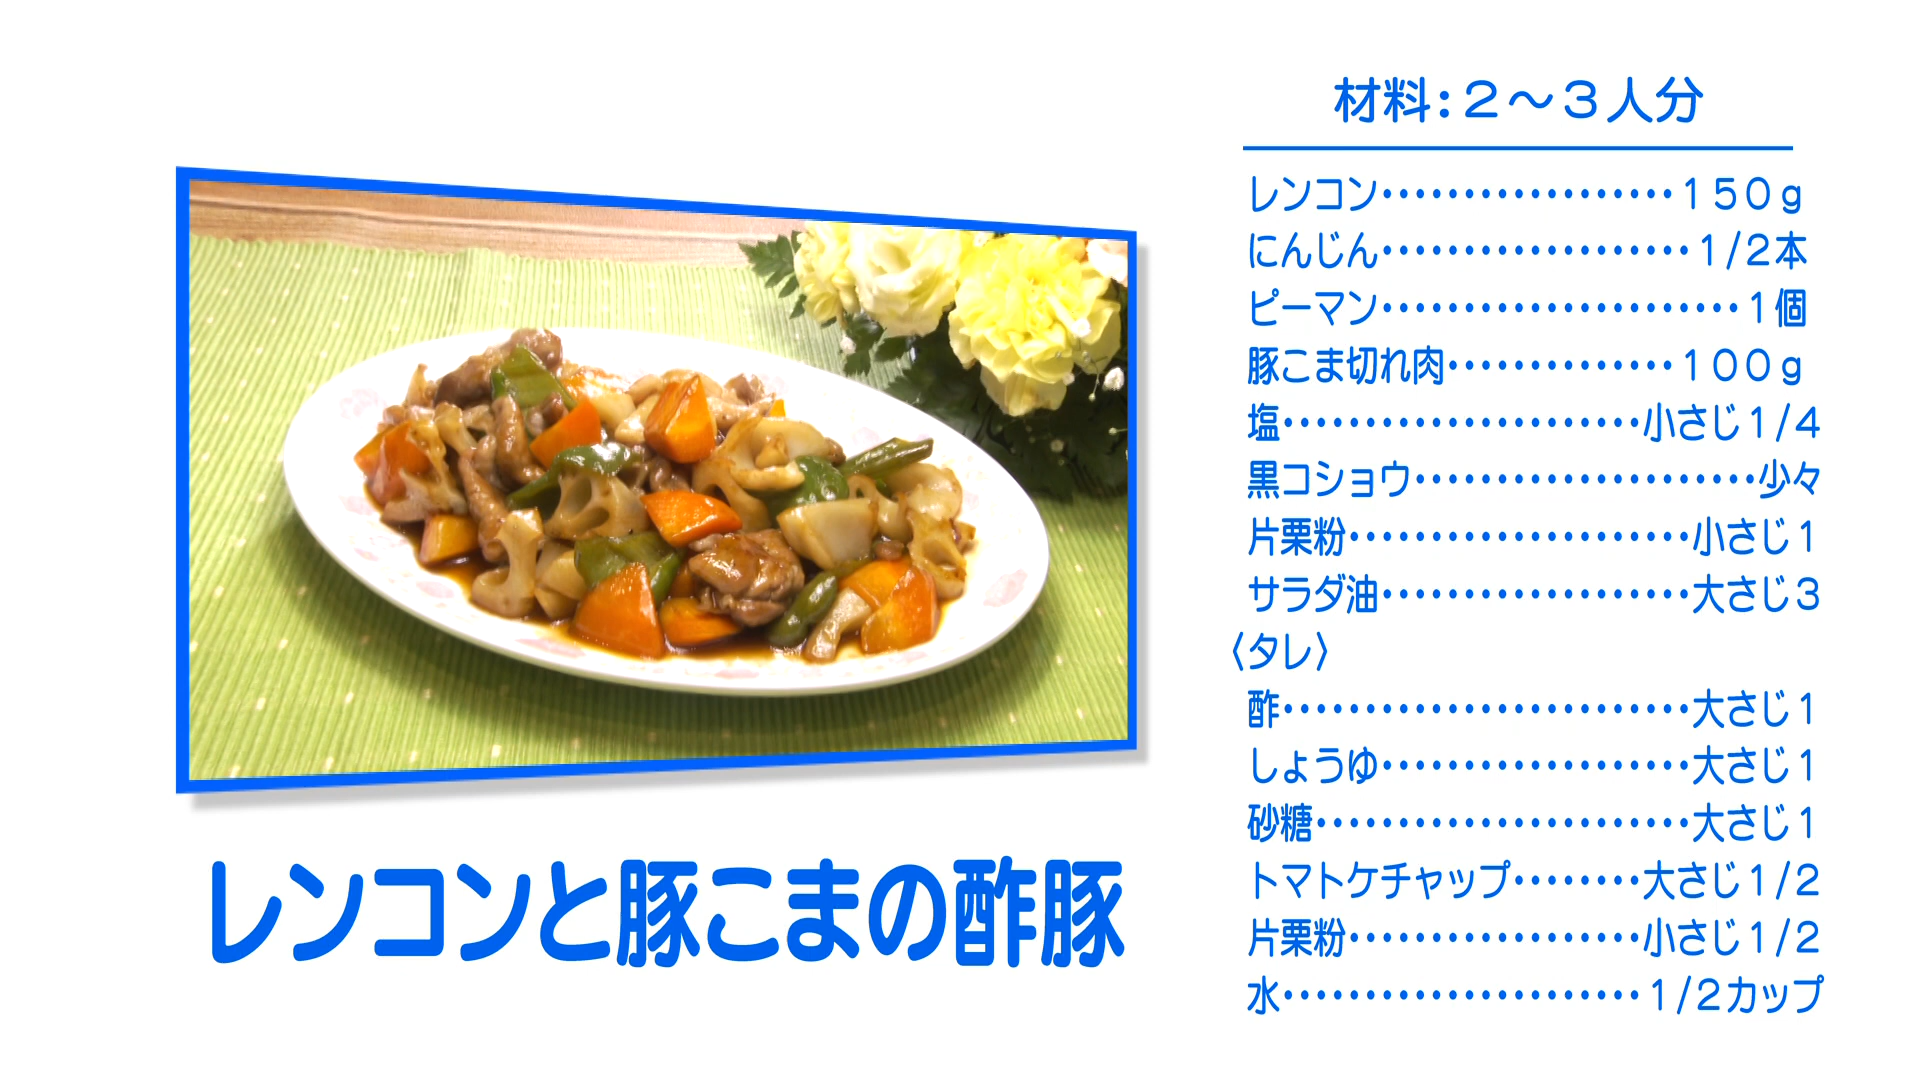 材料:２～３人分
レンコン‥‥‥‥‥‥‥‥‥１５０ｇ
にんじん‥‥‥‥‥‥‥‥‥・１/２本
ピーマン‥‥‥‥‥‥‥‥‥‥‥１個
豚こま切れ肉‥‥‥‥‥‥‥１００ｇ
塩‥‥‥‥‥‥‥‥‥‥‥小さじ１/４
黒コショウ‥‥‥‥‥‥‥‥‥‥・少々
片栗粉‥‥‥‥‥‥‥‥‥‥・小さじ１
サラダ油‥‥‥‥‥‥‥‥‥・大さじ３
〈タレ〉
酢‥‥‥‥‥‥‥‥‥‥‥‥・大さじ１
しょうゆ‥‥‥‥‥‥‥‥‥・大さじ１
砂糖‥‥‥‥‥‥‥‥‥‥‥・大さじ１
トマトケチャップ‥‥‥‥大さじ１/２
片栗粉‥‥‥‥‥‥‥‥‥小さじ１/２
水‥‥‥‥‥‥‥‥‥‥‥１/２カップ
レンコンと豚こまの酢豚